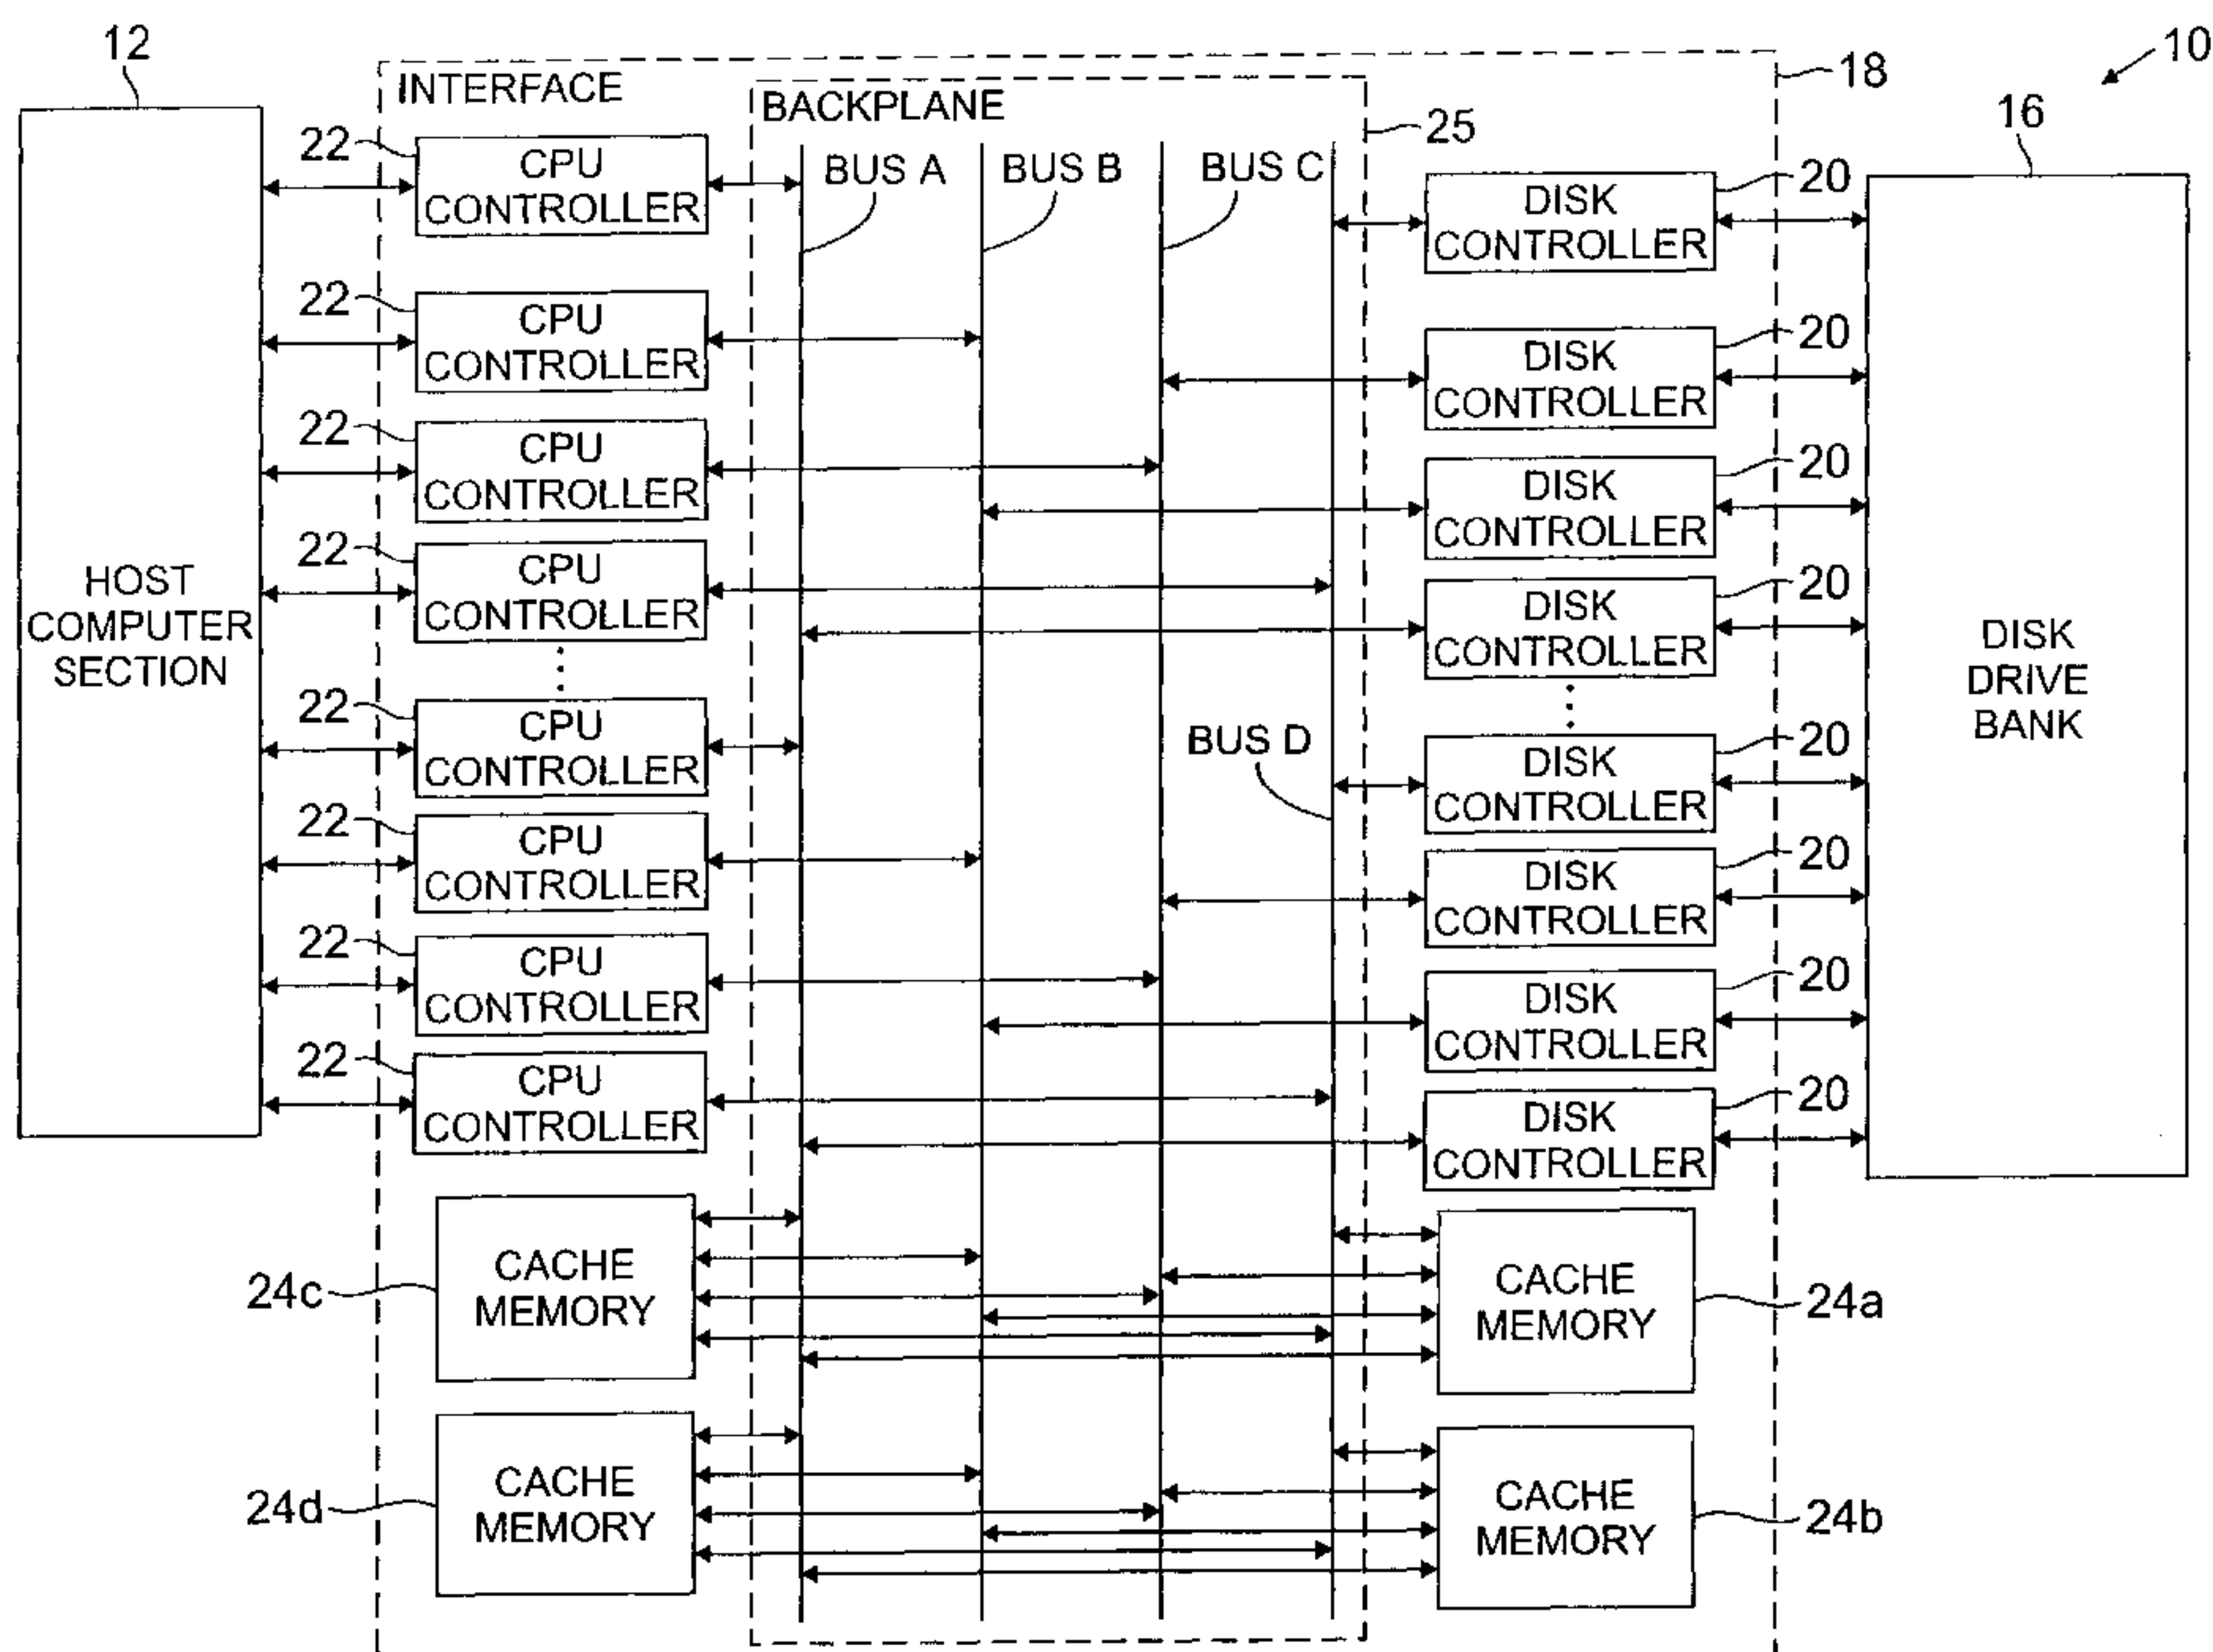 12
10
INTERFACE
18
BACKPLANE
16
25
22
CPU
CONTROLLER
BUS A
BUS B
BUS C
DISK
CONTROLLER
20
22
CPU
CONTROLLER
DISK
CONTROLLER
20
22
CPU
CONTROLLER
DISK
CONTROLLER
20
22
CPU
CONTROLLER
DISK
CONTROLLER
20
HOST
COMPUTER
SECTION
DISK
DRIVE
BANK
22
CPU
CONTROLLER
BUS D
DISK
CONTROLLER
20
22
CPU
CONTROLLER
DISK
CONTROLLER
20
22
CPU
CONTROLLER
DISK
CONTROLLER
20
22
CPU
CONTROLLER
DISK
CONTROLLER
20
24c
CACHE
MEMORY
CACHE
MEMORY
24a
24d
CACHE
MEMORY
CACHE
MEMORY
24b